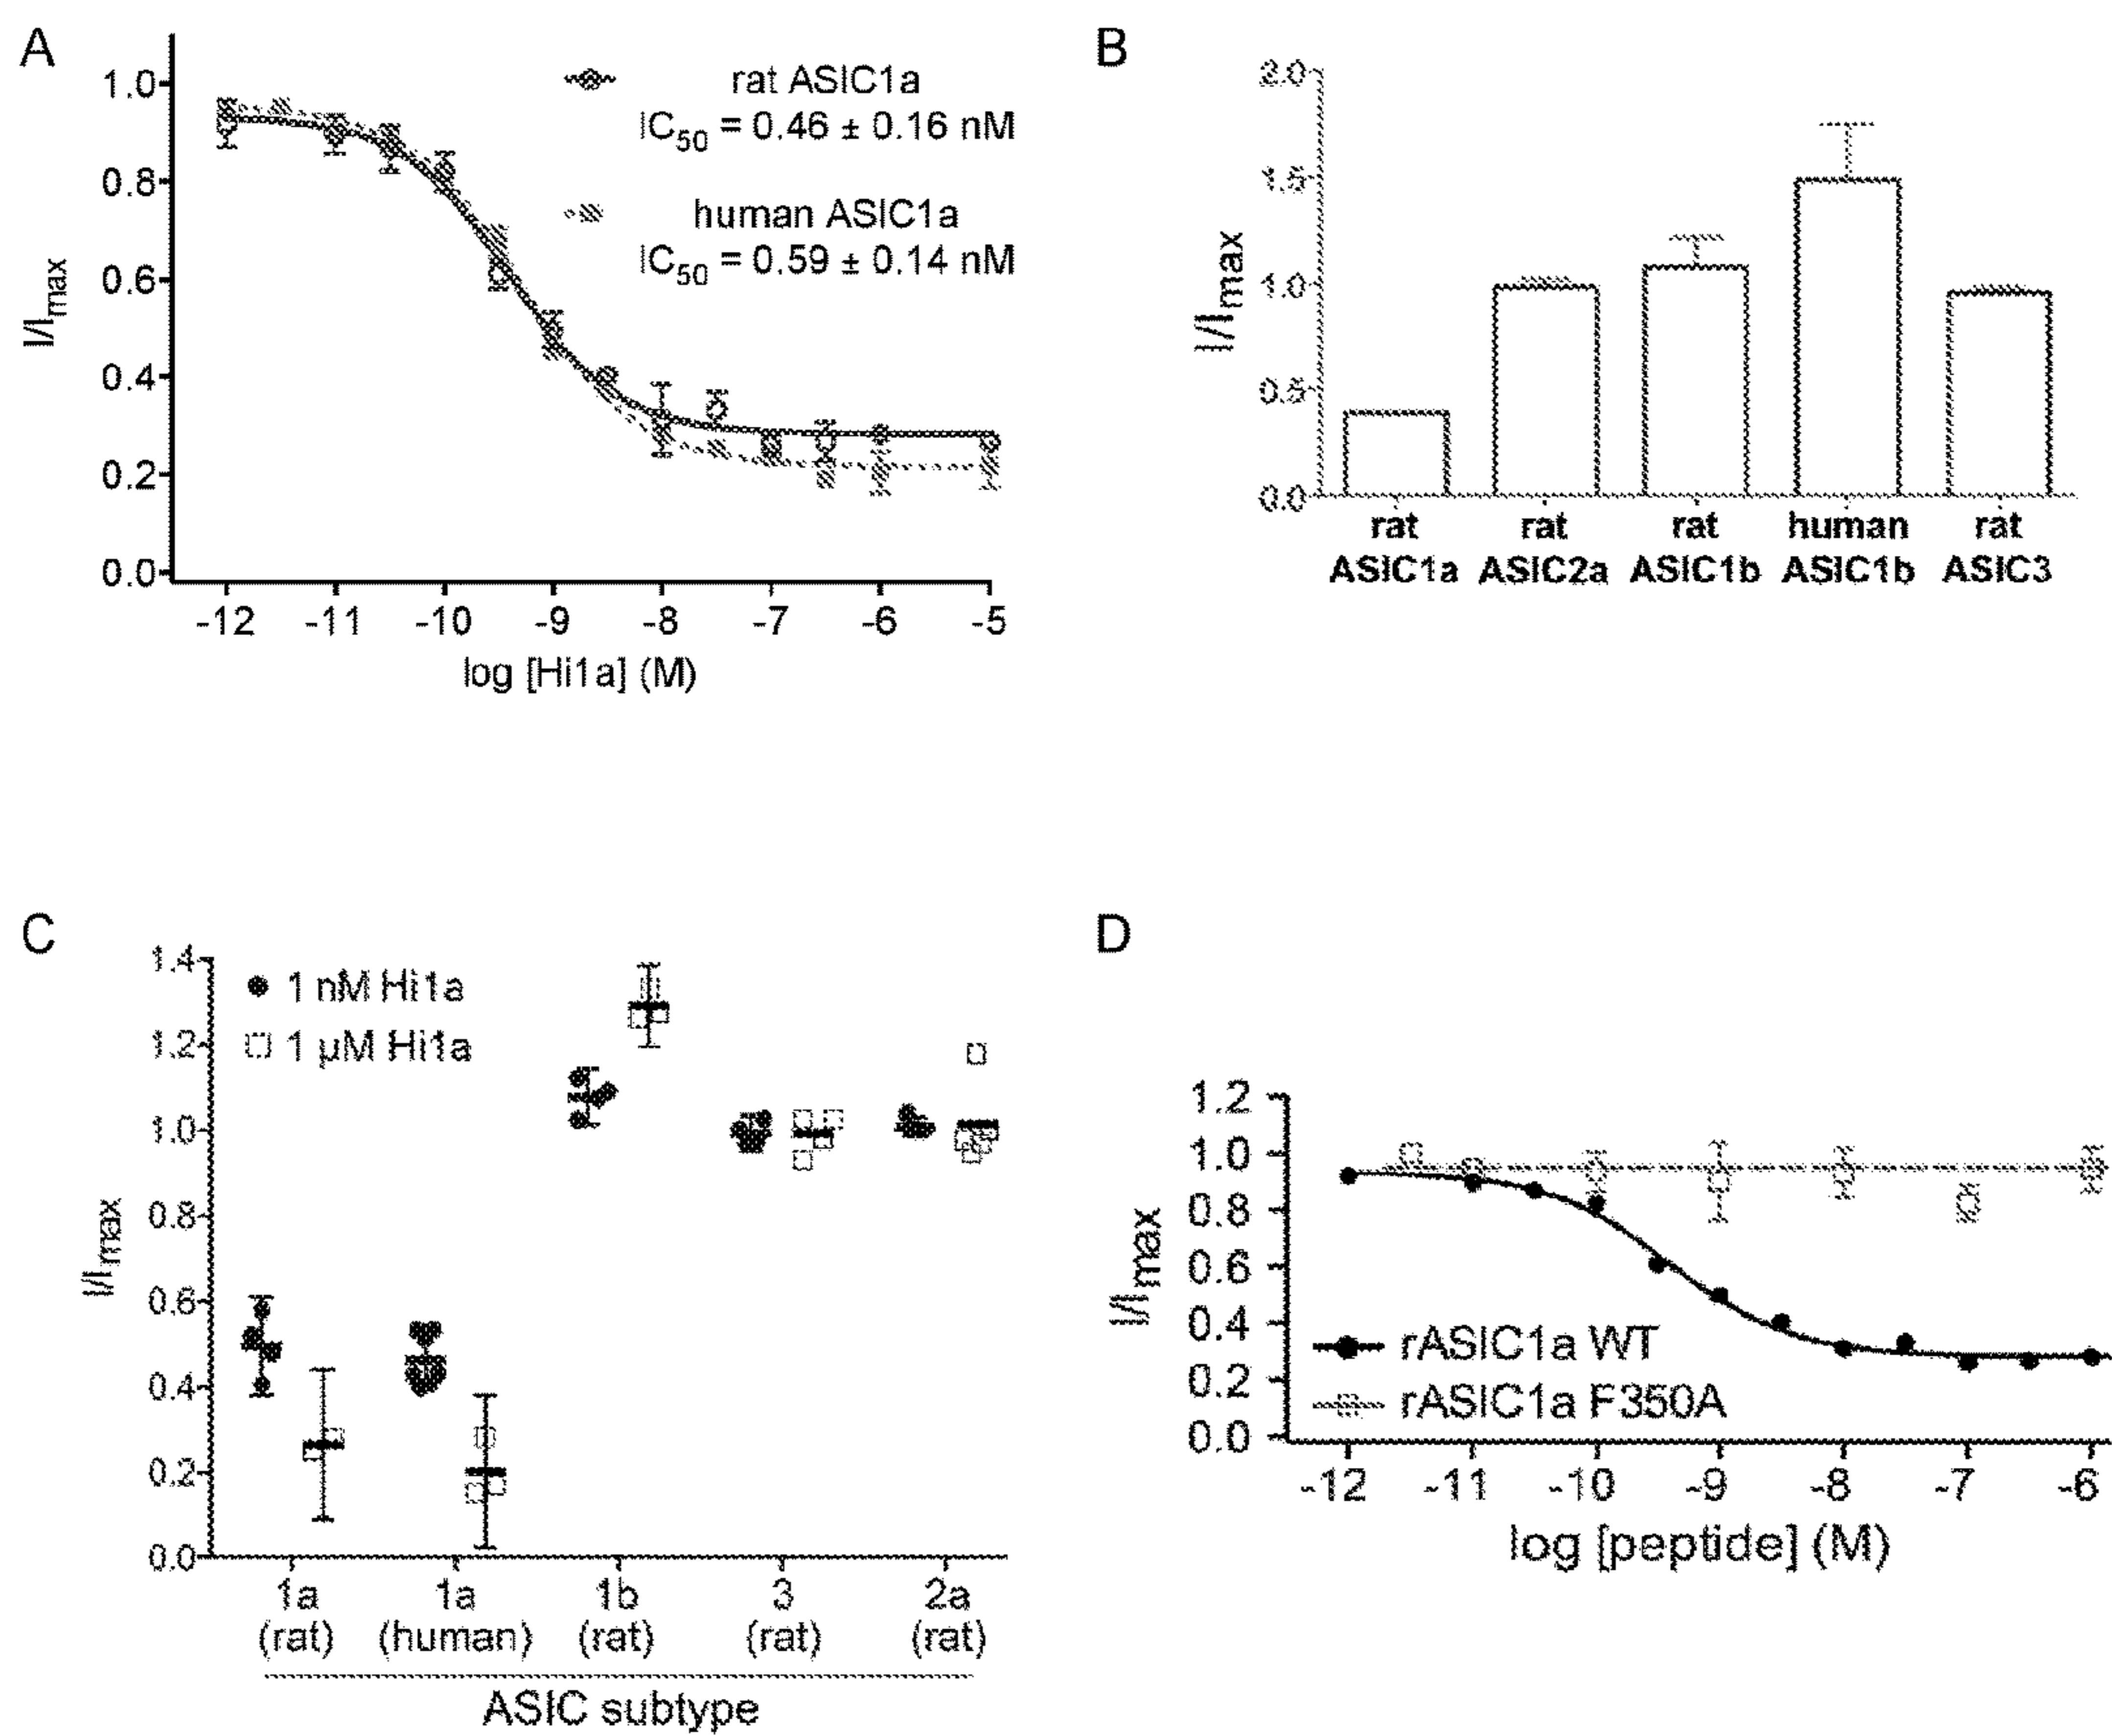 A
1.0
0.8
0.6
0.4
0.2
0.0
I/Imax
rat ASIC1a
IC50 = 0.46 ± 0.16 nM
human ASIC1a
IC50 = 0.59 ± 0.14 nM
-12 -11 -10 -9 -8 -7 -6 -5
log [Hi1a] (M)
B
2.0
1.5
1.0
0.5
0.0
I/Imax
rat rat rat human rat
ASIC1a ASIC2a ASIC1b ASIC1b ASIC3
C
1.4
1.2
1.0
0.8
0.6
0.4
0.2
0.0
I/Imax
1 nM Hi1a
1 µM Hi1a
1a 1a 1b 3 2a
(rat) (human) (rat) (rat) (rat)
ASIC subtype
D
1.2
1.0
0.8
0.6
0.4
0.2
0.0
I/Imax
rASIC1a WT
rASIC1a F350A
-12 -11 -10 -9 -8 -7 -6
log [peptide] (M)